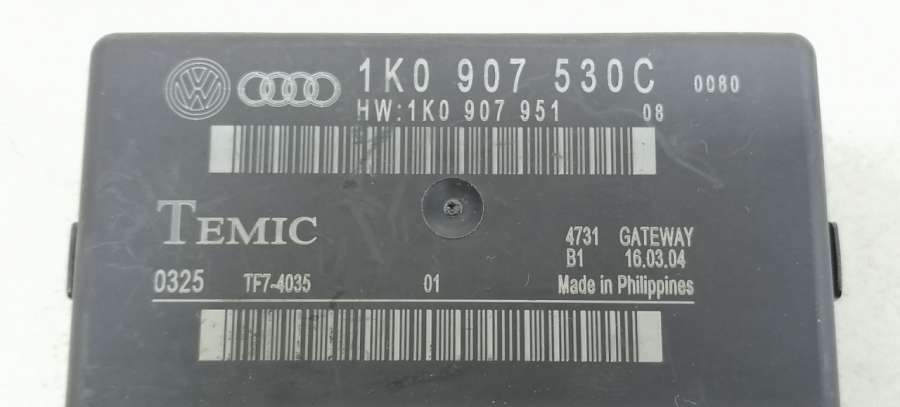 VW 1K0 907 530C 0080
HW:1K0 907 951 08
TEMIC
4731 GATEWAY
B1 16.03.04
0325 TF7-4035 01 Made in Philippines